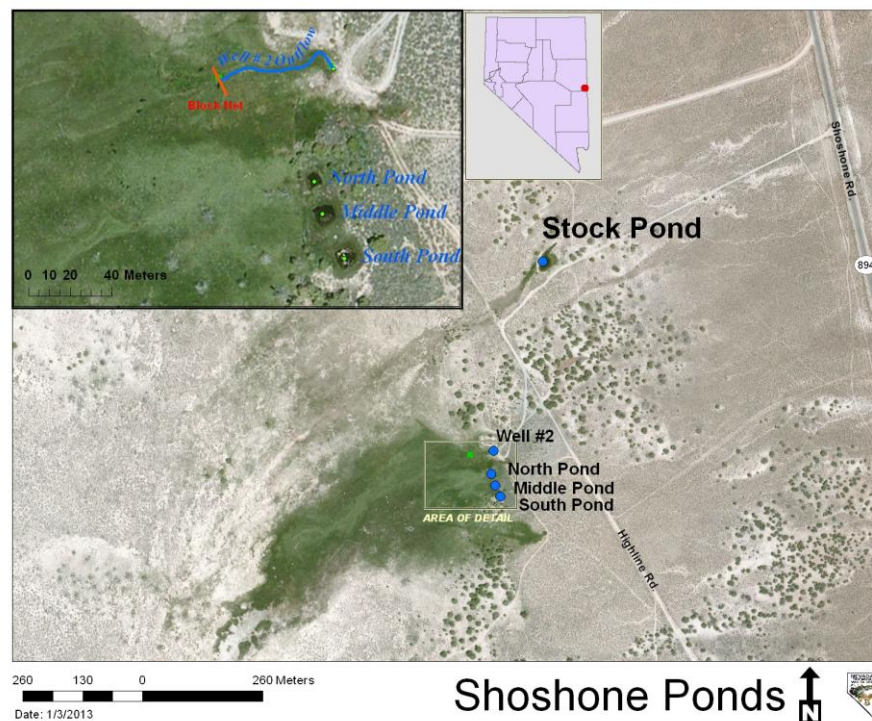 Well #2 Outflow
Block Net
North Pond
Middle Pond
South Pond
0 10 20 40 Meters
Stock Pond
Shoshone Rd.
894
Well #2
North Pond
Middle Pond
South Pond
AREA OF DETAIL
Highline Rd
260 130 0 260 Meters
Date: 1/3/2013
Shoshone Ponds
N